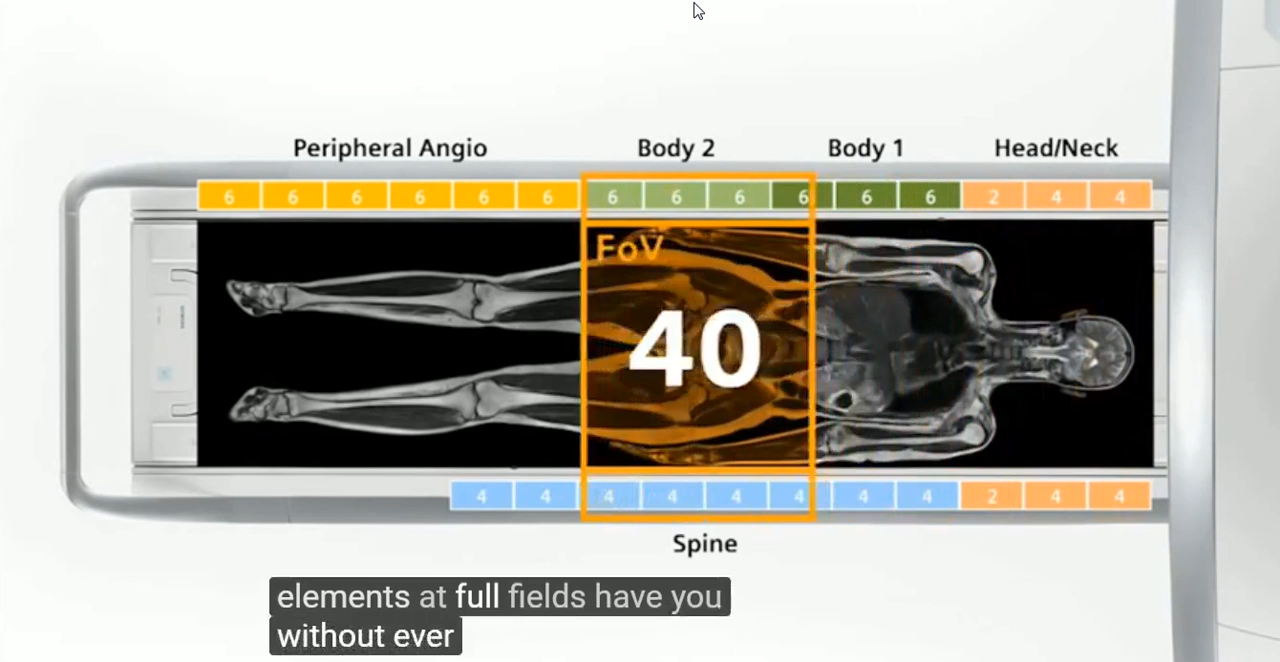 Peripheral Angio Body 2 Body 1 Head/Neck
6 6 6 6 6 6 6 6 6 6 6 6 2 4 4
FoV
40
4 4 4 4 4 4 4 4 2 4 4
Spine
elements at full fields have you
without ever